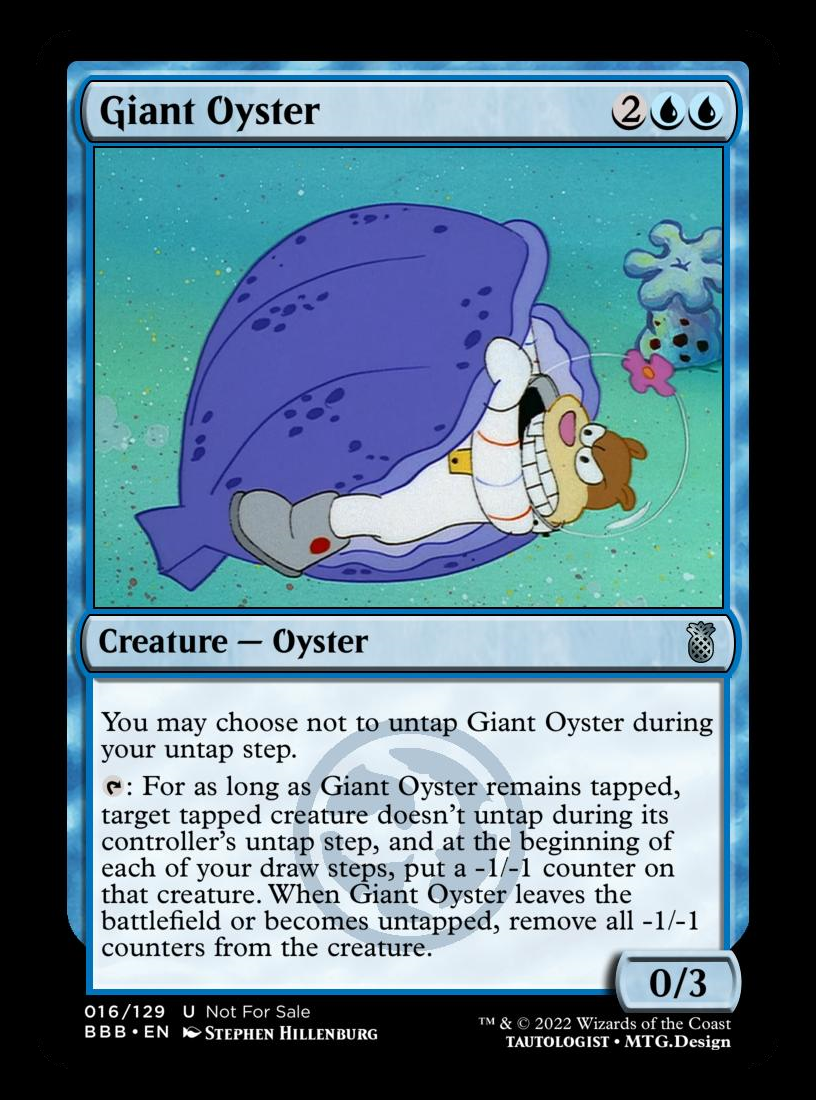 Giant Oyster 2
Creature — Oyster
You may choose not to untap Giant Oyster during
your untap step.
: For as long as Giant Oyster remains tapped,
target tapped creature doesn't untap during its
controller's untap step, and at the beginning of
each of your draw steps, put a -1/-1 counter on
that creature. When Giant Oyster leaves the
battlefield or becomes untapped, remove all -1/-1
counters from the creature.
0/3
016/129 U Not For Sale
BBB • EN STEPHEN HILLENBURG
™ & © 2022 Wizards of the Coast
TAUTOLOGIST • MTG.Design